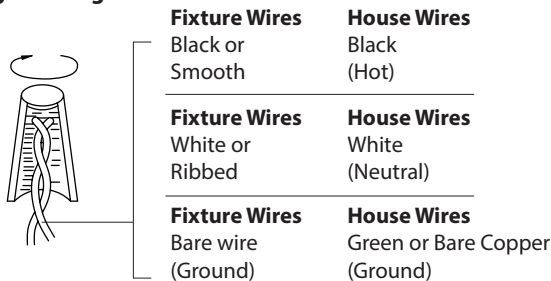 Fixture Wires House Wires
Black or Black
Smooth (Hot)
Fixture Wires House Wires
White or White
Ribbed (Neutral)
Fixture Wires House Wires
Bare wire Green or Bare Copper
(Ground) (Ground)